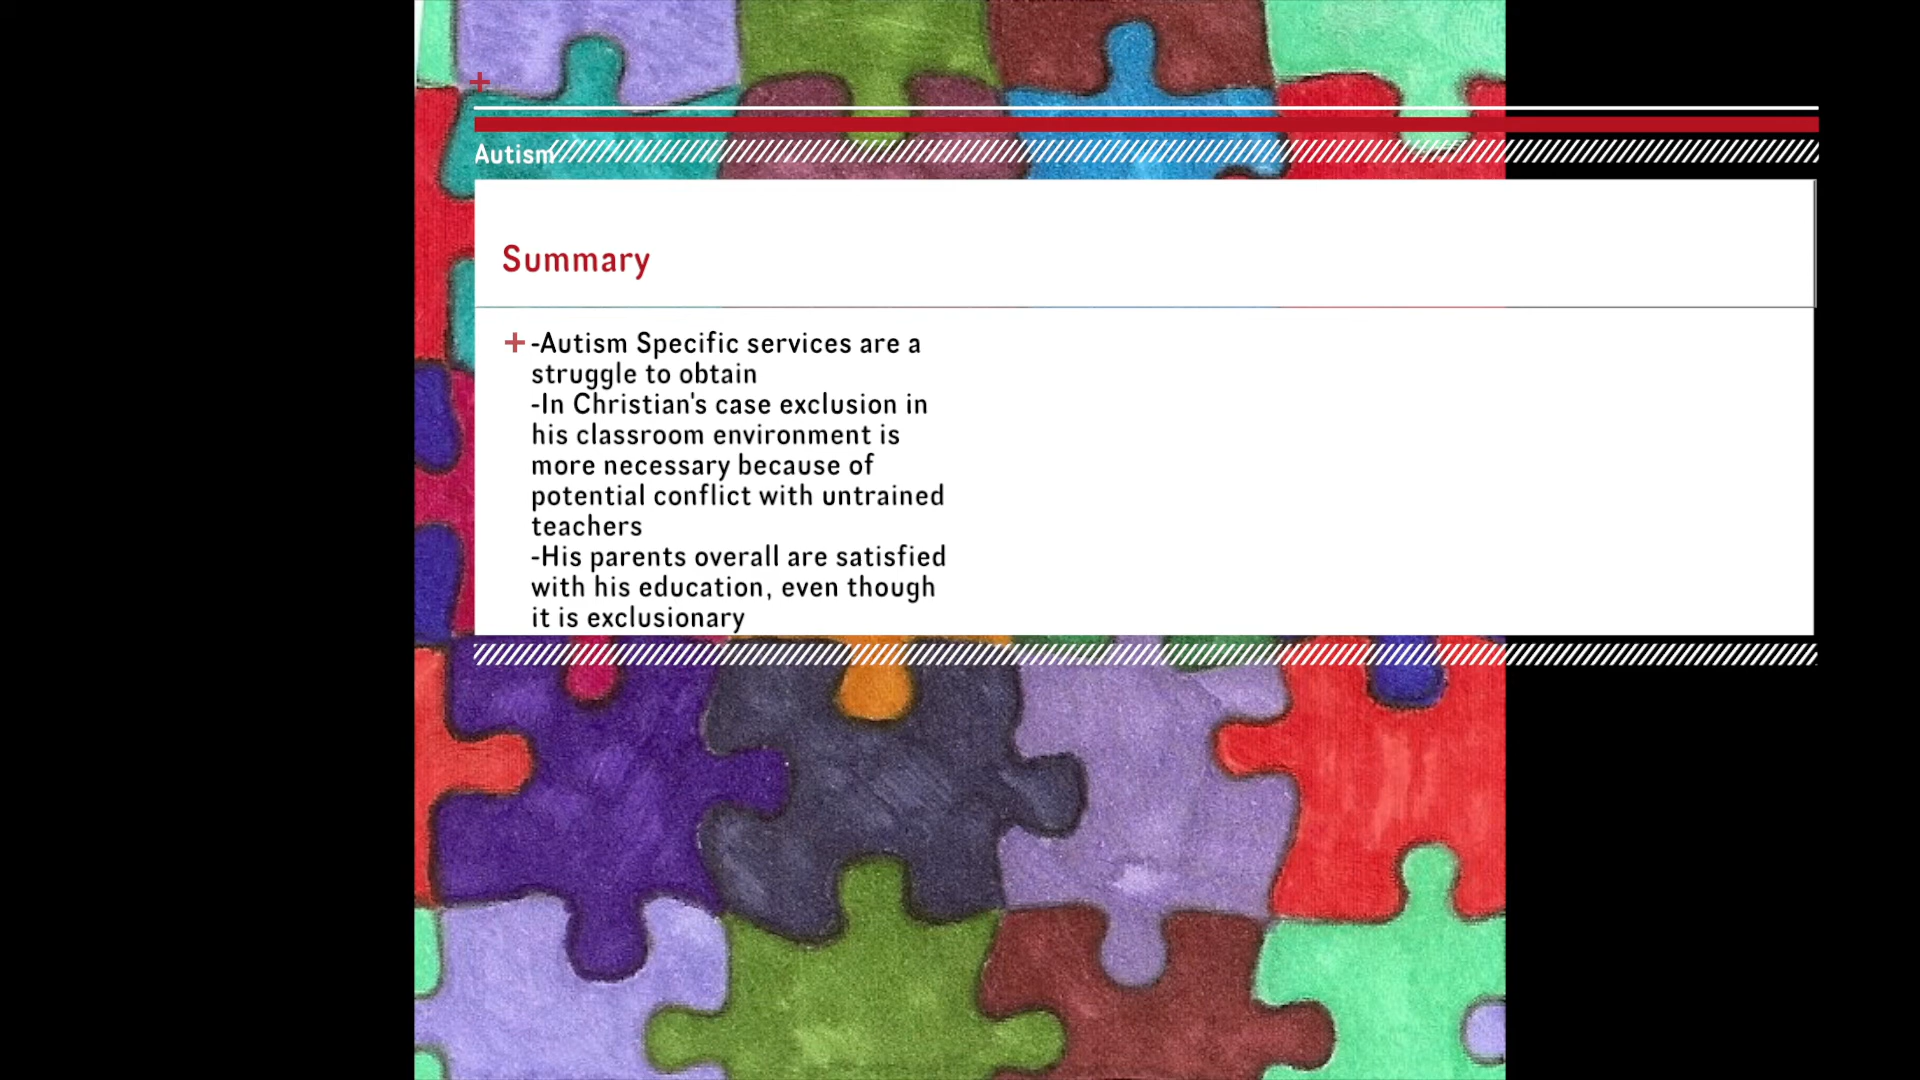 Autism
Summary
-Autism Specific services are a
struggle to obtain
-In Christian's case exclusion in
his classroom environment is
more necessary because of
potential conflict with untrained
teachers
-His parents overall are satisfied
with his education, even though
it is exclusionary